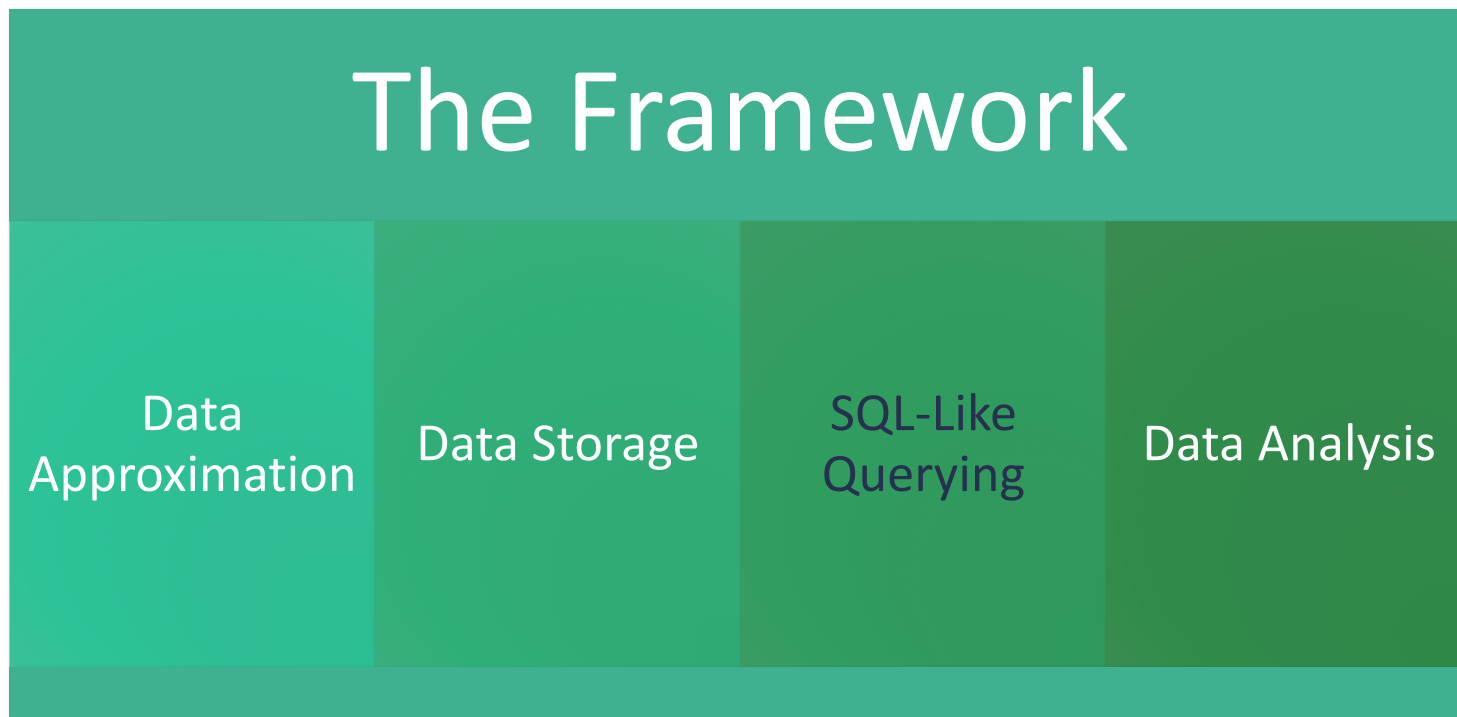 The Framework
Data
Approximation
Data Storage
SQL-Like
Querying
Data Analysis